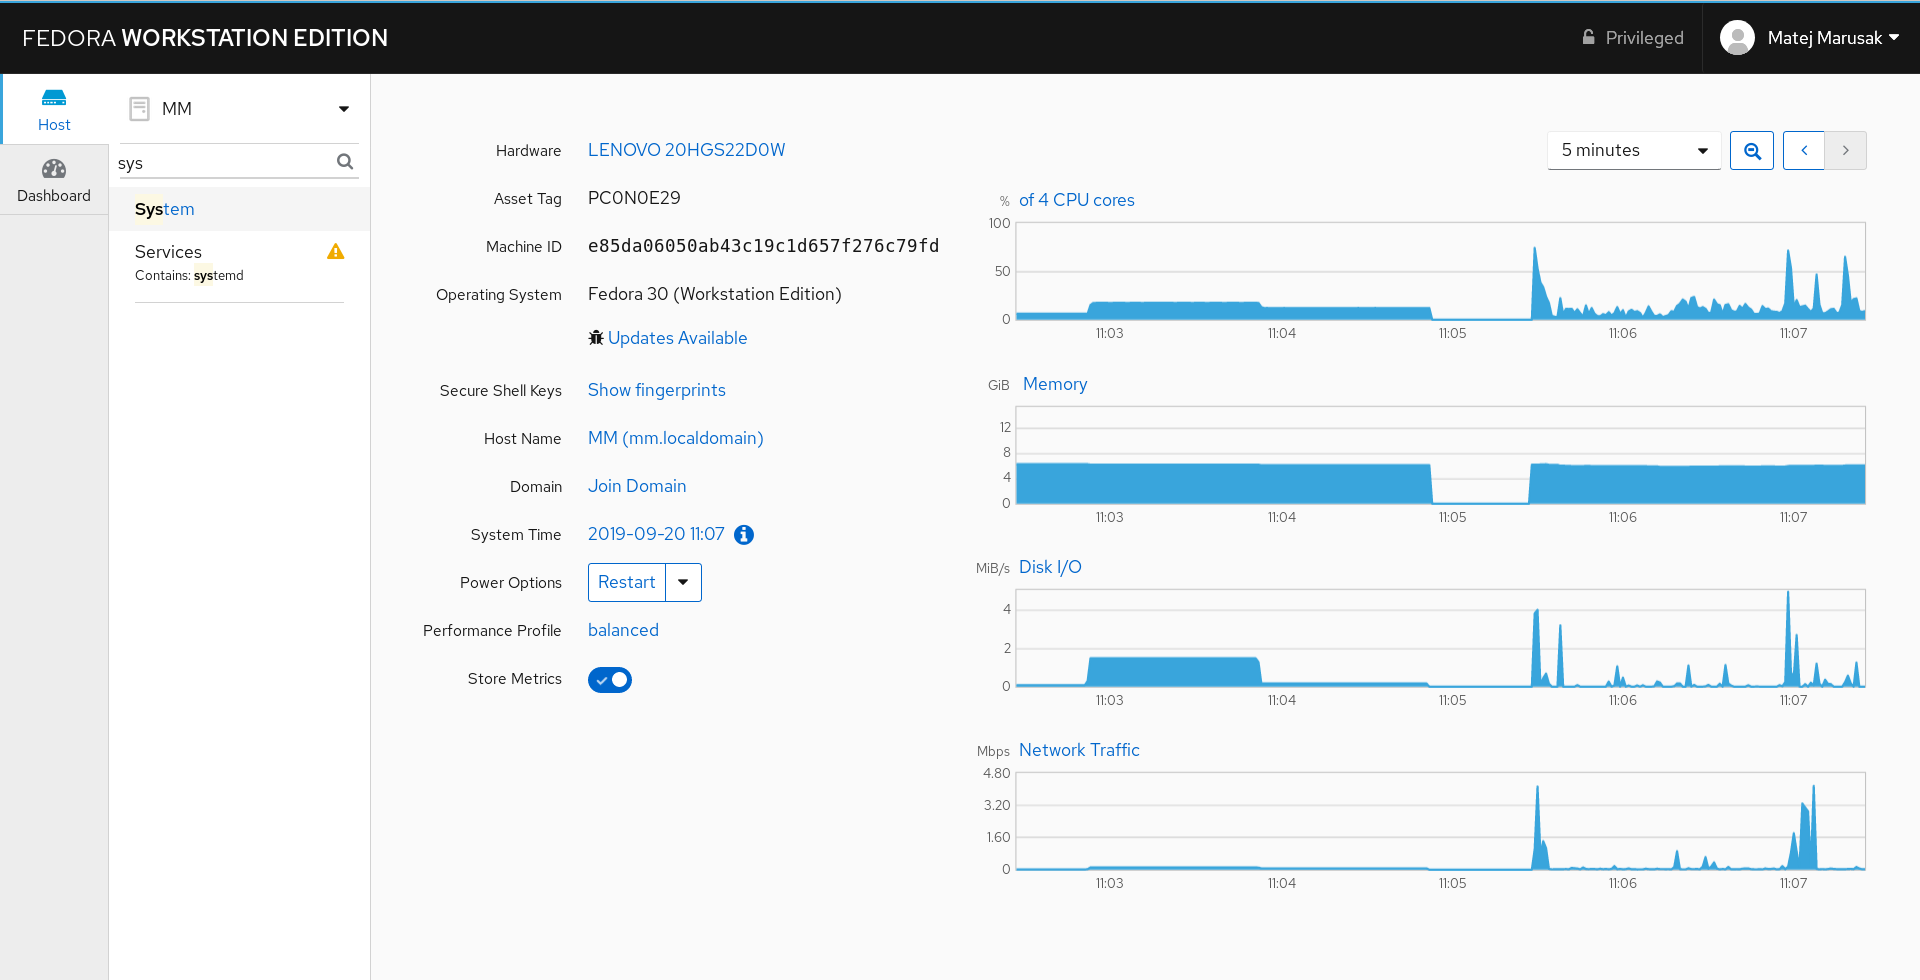 FEDORA WORKSTATION EDITION
Privileged
Matej Marusak
Host
Dashboard
MM
sys
System
Services
Contains: systemd
Hardware LENOVO 20HGS22D0W
Asset Tag PC0N0E29
Machine ID e85da06050ab43c19c1d657f276c79fd
Operating System Fedora 30 (Workstation Edition)
Updates Available
Secure Shell Keys Show fingerprints
Host Name MM (mm.localdomain)
Domain Join Domain
System Time 2019-09-20 11:07
Power Options Restart
Performance Profile balanced
Store Metrics
5 minutes
% of 4 CPU cores
100
50
0
11:03 11:04 11:05 11:06 11:07
GiB Memory
12
8
4
0
11:03 11:04 11:05 11:06 11:07
MiB/s Disk I/O
4
2
0
11:03 11:04 11:05 11:06 11:07
Mbps Network Traffic
4.80
3.20
1.60
0
11:03 11:04 11:05 11:06 11:07